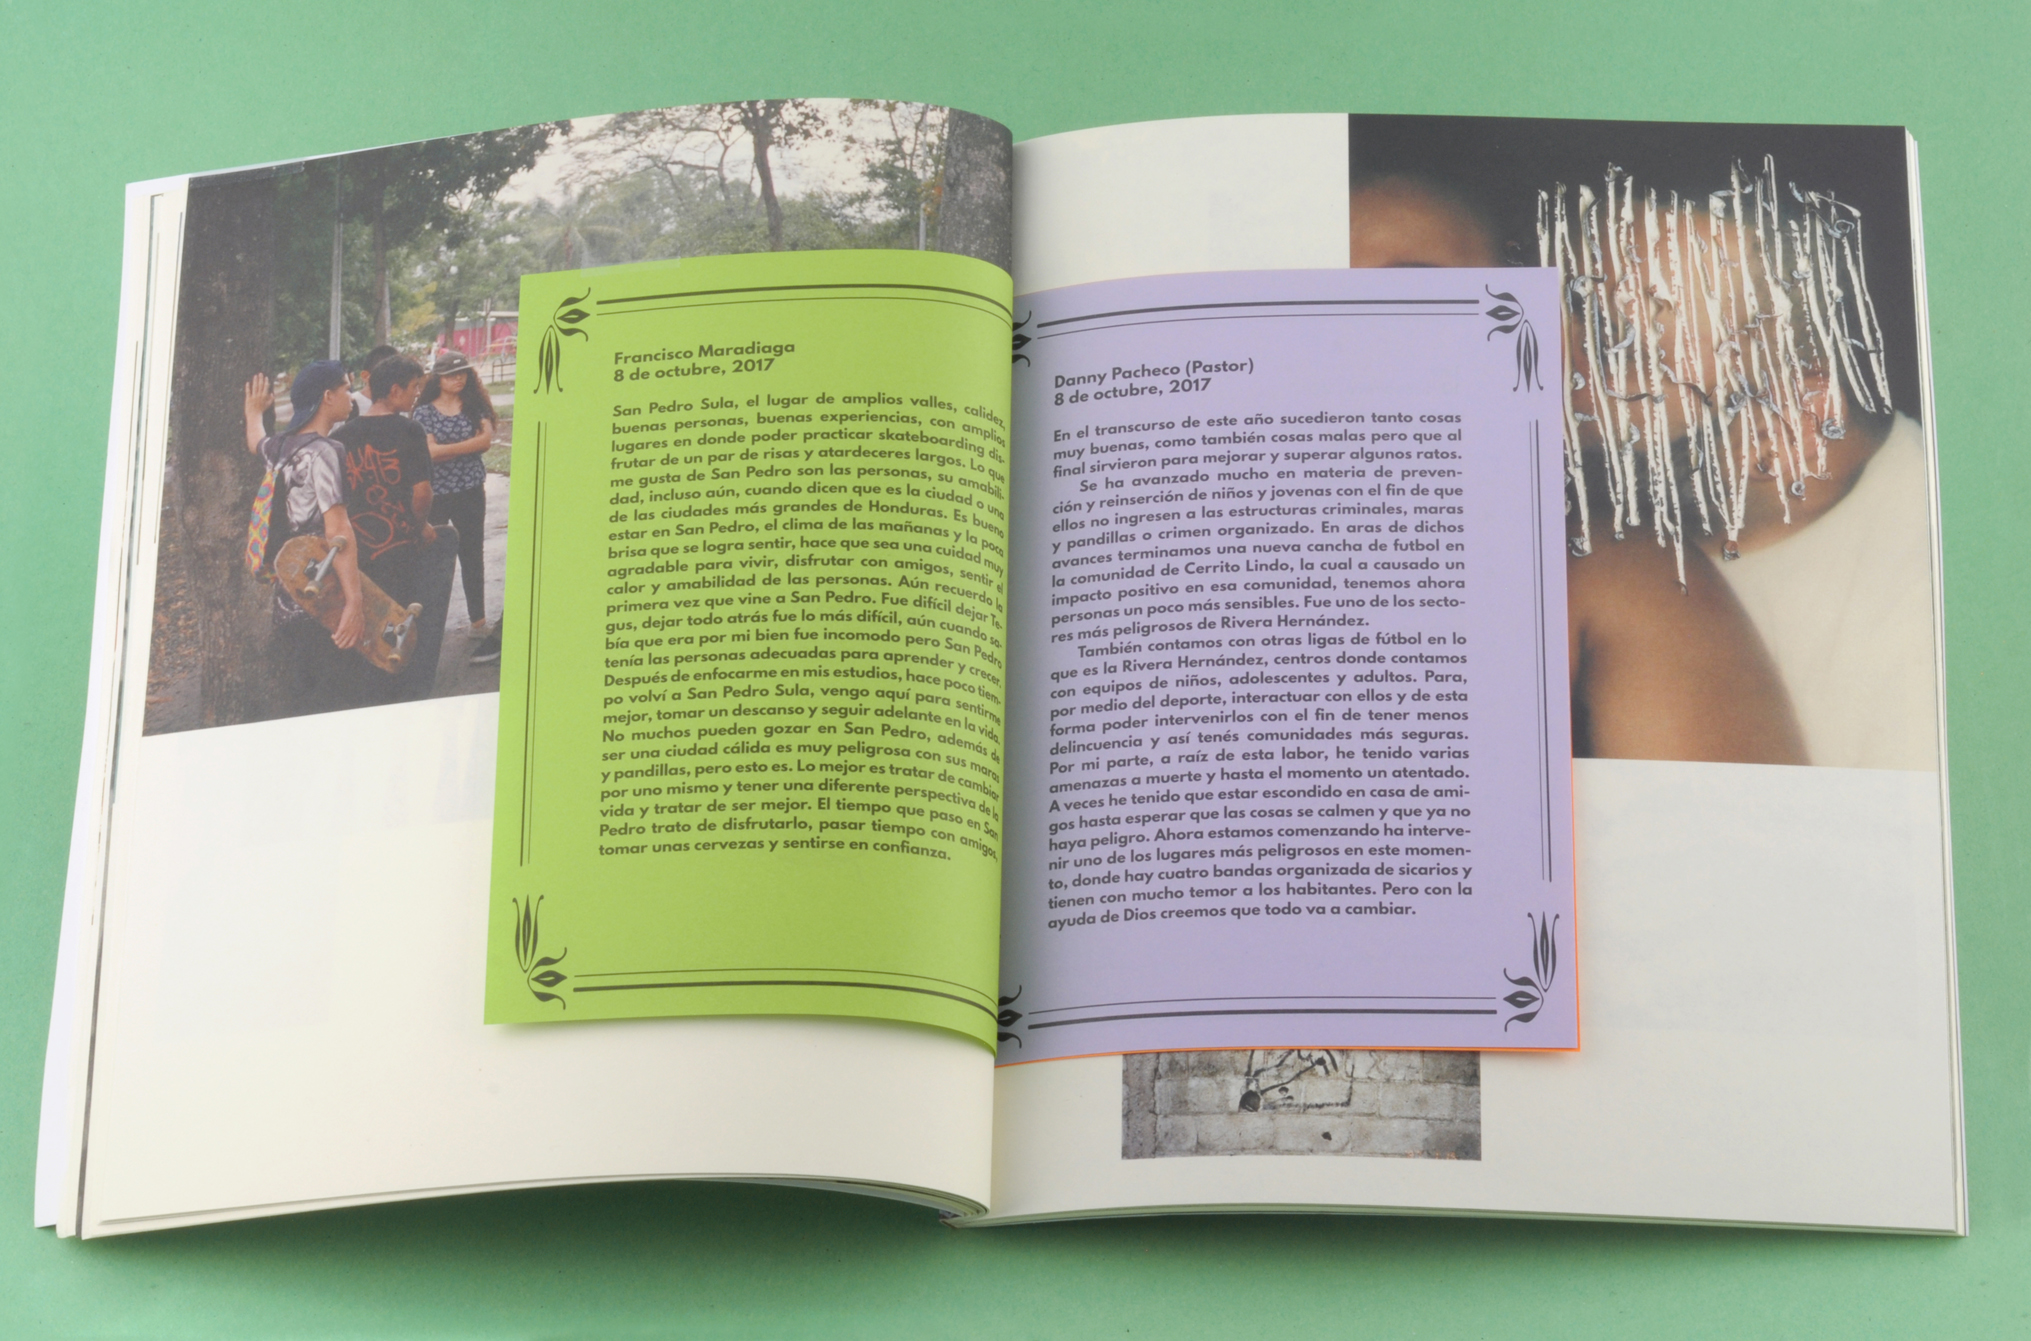 Francisco Maradiaga
8 de octubre, 2017
San Pedro Sula, el lugar de amplios valles, calidez,
buenas personas, buenas experiencias, con amplios
lugares en donde poder practicar skateboarding dis-
frutar de un par de risas y atardeceres largos. Lo que
me gusta de San Pedro son las personas, su amabili-
dad, incluso aún, cuando dicen que es la ciudad o una
de las ciudades más grandes de Honduras. Es bueno
estar en San Pedro, el clima de las mañanas y la poca
brisa que se logra sentir, hace que sea una cuidad muy
agradable para vivir, disfrutar con amigos, sentir el
calor y amabilidad de las personas. Aún recuerdo la
primera vez que vine a San Pedro. Fue difícil dejar Te-
gus, dejar todo atrás fue lo más difícil, aún cuando sa-
bía que era por mi bien fue incomodo pero San Pedro
tenía las personas adecuadas para aprender y crecer.
Después de enfocarme en mis estudios, hace poco tiem-
po volví a San Pedro Sula, vengo aquí para sentirme
mejor, tomar un descanso y seguir adelante en la vida.
No muchos pueden gozar en San Pedro, además de
ser una ciudad cálida es muy peligrosa con sus maras
y pandillas, pero esto es. Lo mejor es tratar de cambiar
por uno mismo y tener una diferente perspectiva de la
vida y tratar de ser mejor. El tiempo que paso en San
Pedro trato de disfrutarlo, pasar tiempo con amigos,
tomar unas cervezas y sentirse en confianza.
Danny Pacheco (Pastor)
8 de octubre, 2017
En el transcurso de este año sucedieron tanto cosas
muy buenas, como también cosas malas pero que al
final sirvieron para mejorar y superar algunos ratos.
Se ha avanzado mucho en materia de preven-
ción y reinserción de niños y jovenas con el fin de que
ellos no ingresen a las estructuras criminales, maras
y pandillas o crimen organizado. En aras de dichos
avances terminamos una nueva cancha de futbol en
la comunidad de Cerrito Lindo, la cual a causado un
impacto positivo en esa comunidad, tenemos ahora
personas un poco más sensibles. Fue uno de los secto-
res más peligrosos de Rivera Hernández.
También contamos con otras ligas de fútbol en lo
que es la Rivera Hernández, centros donde contamos
con equipos de niños, adolescentes y adultos. Para,
por medio del deporte, interactuar con ellos y de esta
forma poder intervenirlos con el fin de tener menos
delincuencia y así tenés comunidades más seguras.
Por mi parte, a raíz de esta labor, he tenido varias
amenazas a muerte y hasta el momento un atentado.
A veces he tenido que estar escondido en casa de ami-
gos hasta esperar que las cosas se calmen y que ya no
haya peligro. Ahora estamos comenzando ha interve-
nir uno de los lugares más peligrosos en este momen-
to, donde hay cuatro bandas organizada de sicarios y
tienen con mucho temor a los habitantes. Pero con la
ayuda de Dios creemos que todo va a cambiar.